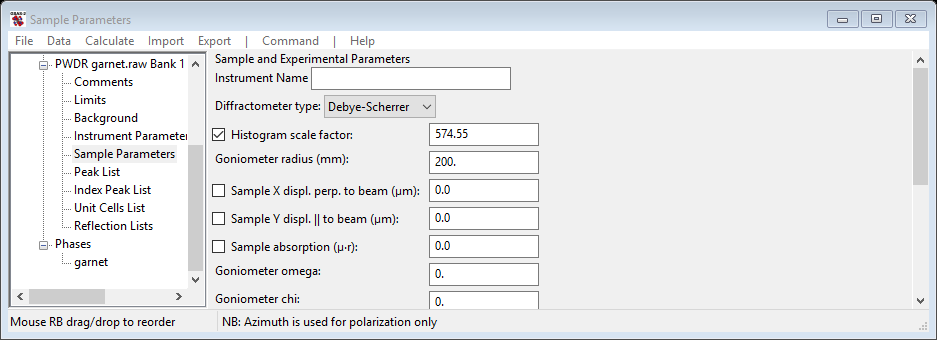 Sample Parameters
File Data Calculate Import Export | Command | Help
PWDR garnet.raw Bank 1
Comments
Limits
Background
Instrument Parameter
Sample Parameters
Peak List
Index Peak List
Unit Cells List
Reflection Lists
Phases
garnet
Sample and Experimental Parameters
Instrument Name
Diffractometer type: Debye-Scherrer
Histogram scale factor: 574.55
Goniometer radius (mm): 200.
Sample X displ. perp. to beam (μm): 0.0
Sample Y displ. || to beam (μm): 0.0
Sample absorption (μ·r): 0.0
Goniometer omega: 0.
Goniometer chi: 0.
Mouse RB drag/drop to reorder
NB: Azimuth is used for polarization only